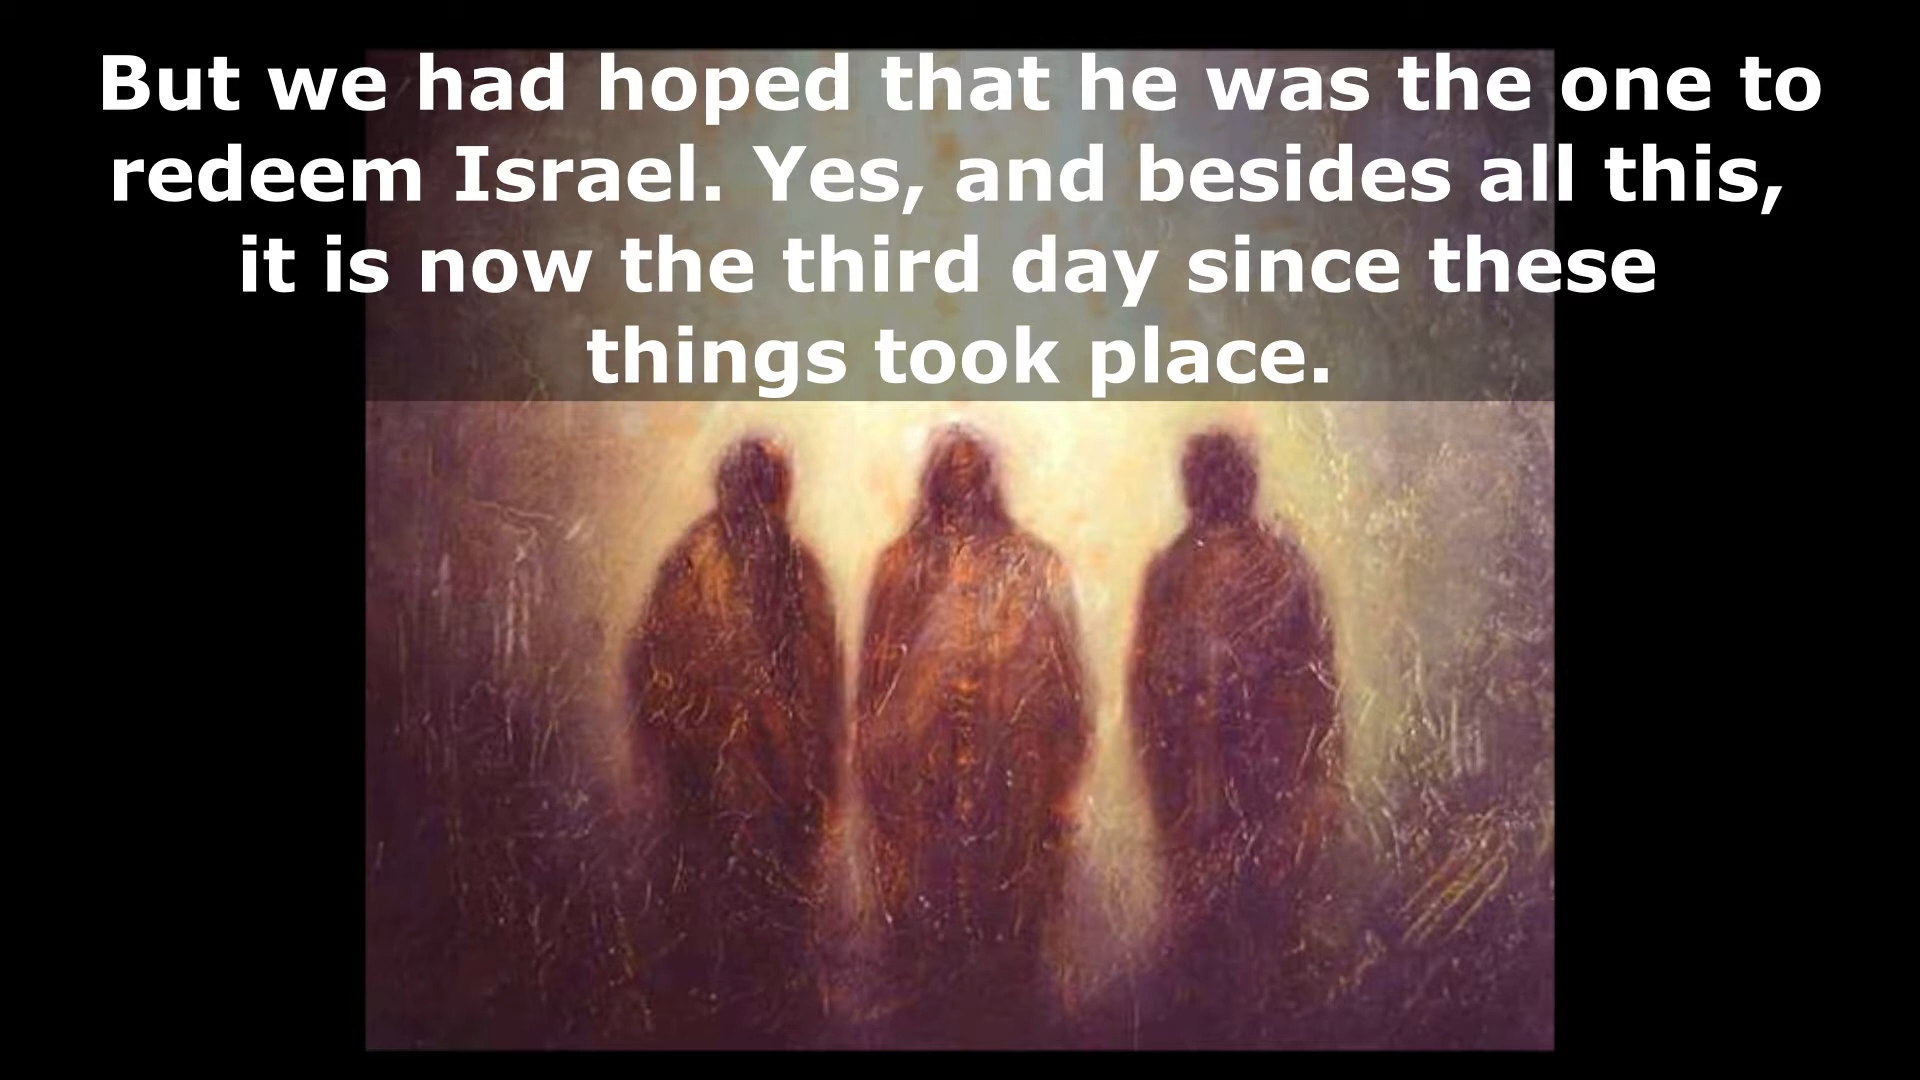 But we had hoped that he was the one to
redeem Israel. Yes, and besides all this,
it is now the third day since these
things took place.